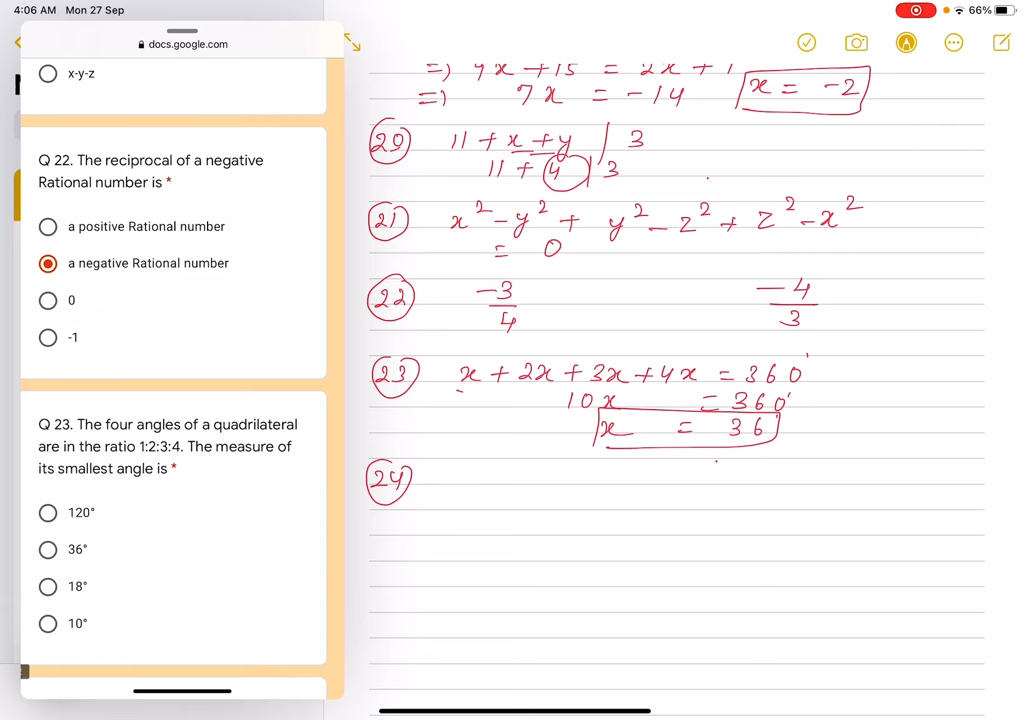 4:06 AM Mon 27 Sep
66%
docs.google.com
x-y-z
Q 22. The reciprocal of a negative
Rational number is *
a positive Rational number
a negative Rational number
0
-1
Q 23. The four angles of a quadrilateral
are in the ratio 1:2:3:4. The measure of
its smallest angle is *
120°
36°
18°
10°
=) 9x + 15 = 2x + 1
=) 7x = -14 x = -2
20 11 + x + y | 3
11 + 4 | 3
21 x² - y² + y² - z² + z² - x²
= 0
22 -3/4 -4/3
23 x + 2x + 3x + 4x = 360°
10x = 360°
x = 36
24